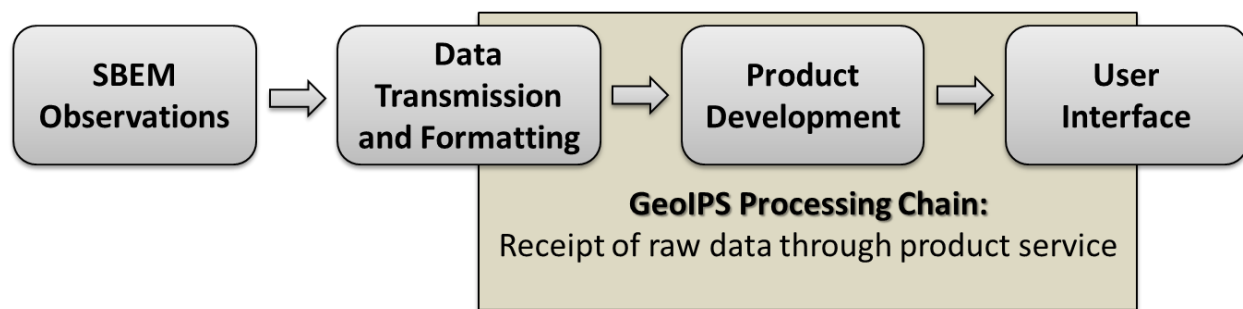 SBEM
Observations
Data
Transmission
and Formatting
Product
Development
User
Interface
GeoIPS Processing Chain:
Receipt of raw data through product service